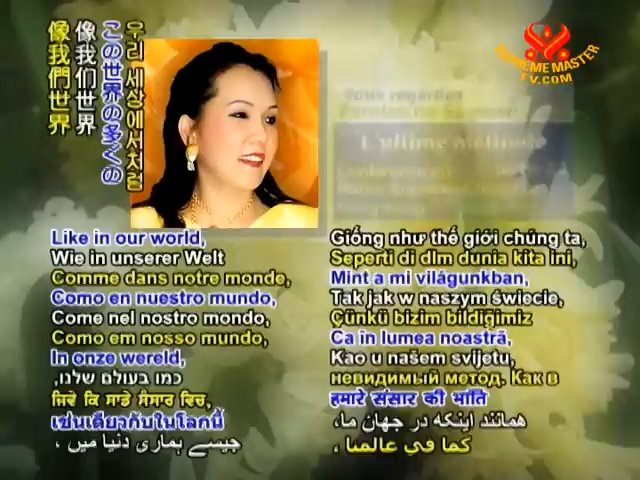 우리 세상에서처럼
この世界の多くの
像我们世界
像我們世界
SUPREME MASTER
TV.COM
Vous regardez
L'ultime
Like in our world,
Wie in unserer Welt
Comme dans notre monde,
Como en nuestro mundo,
Come nel nostro mondo,
Como em nosso mundo,
In onze wereld,
כמו בעולם שלנו,
ਜਿਵੇ ਕਿ ਸਾਡੇ ਸੰਸਾਰ ਵਿਚ,
เช่นเดียวกับในโลกนี้
جیسے ہماری دنیا میں ،
Giống như thế giới chúng ta,
Seperti di dlm dunia kita ini,
Mint a mi világunkban,
Tak jak w naszym świecie,
Çünkü bizim bildiğimiz
Ca în lumea noastră,
Kao u našem svijetu,
невидимый метод. Как в
हमारे संसार की भांति
همانند اینکه در جهان ما،
كما في عالمنا ،